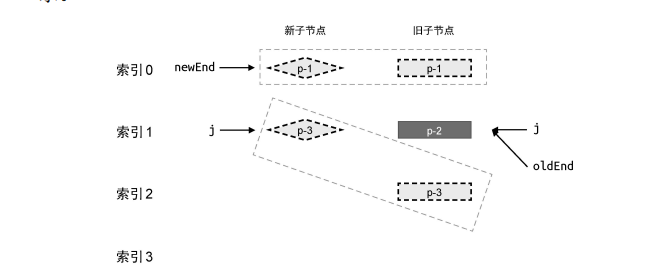 新子节点 旧子节点
索引0 newEnd p-1 p-1
索引1 j p-3 p-2 j
oldEnd
索引2 p-3
索引3